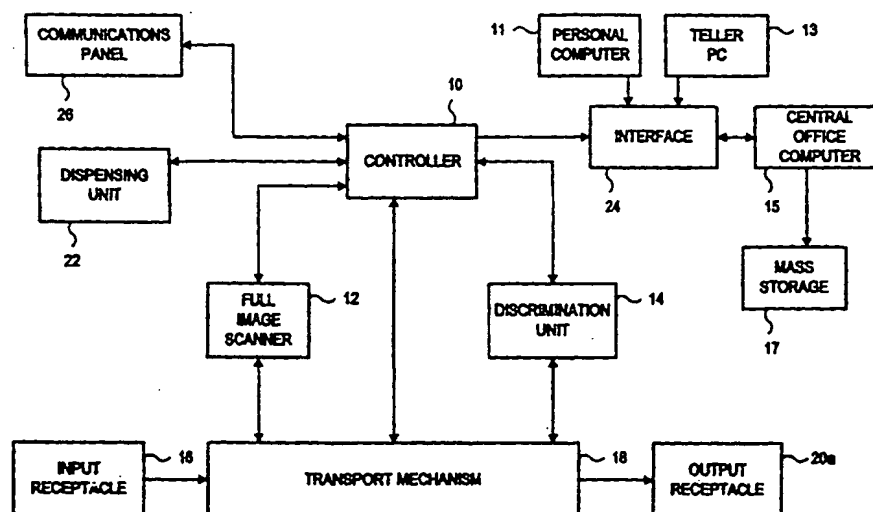 COMMUNICATIONS
PANEL
26
11
PERSONAL
COMPUTER
TELLER
PC
13
10
CONTROLLER
INTERFACE
24
CENTRAL
OFFICE
COMPUTER
15
DISPENSING
UNIT
22
FULL
IMAGE
SCANNER
12
DISCRIMINATION
UNIT
14
MASS
STORAGE
17
INPUT
RECEPTACLE
16
TRANSPORT MECHANISM
18
OUTPUT
RECEPTACLE
20a